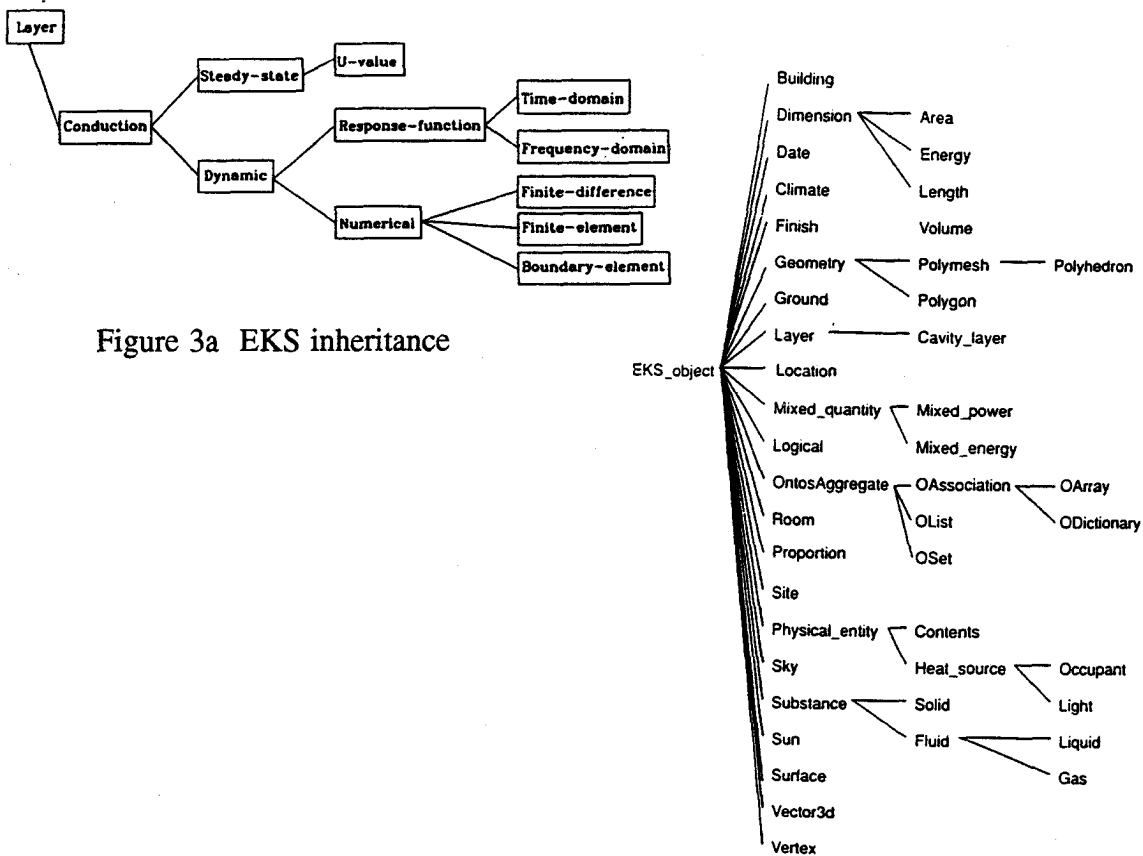 Layer
Conduction
Steady-state
U-value
Dynamic
Response-function
Time-domain
Frequency-domain
Numerical
Finite-difference
Finite-element
Boundary-element
Figure 3a EKS inheritance
EKS_object
Building
Dimension
Area
Energy
Length
Volume
Date
Climate
Finish
Geometry
Polymesh
Polyhedron
Polygon
Ground
Layer
Cavity_layer
Location
Mixed_quantity
Mixed_power
Mixed_energy
Logical
OntosAggregate
OAssociation
OArray
ODictionary
OList
OSet
Room
Proportion
Site
Physical_entity
Contents
Heat_source
Occupant
Light
Sky
Substance
Solid
Fluid
Liquid
Gas
Sun
Surface
Vector3d
Vertex